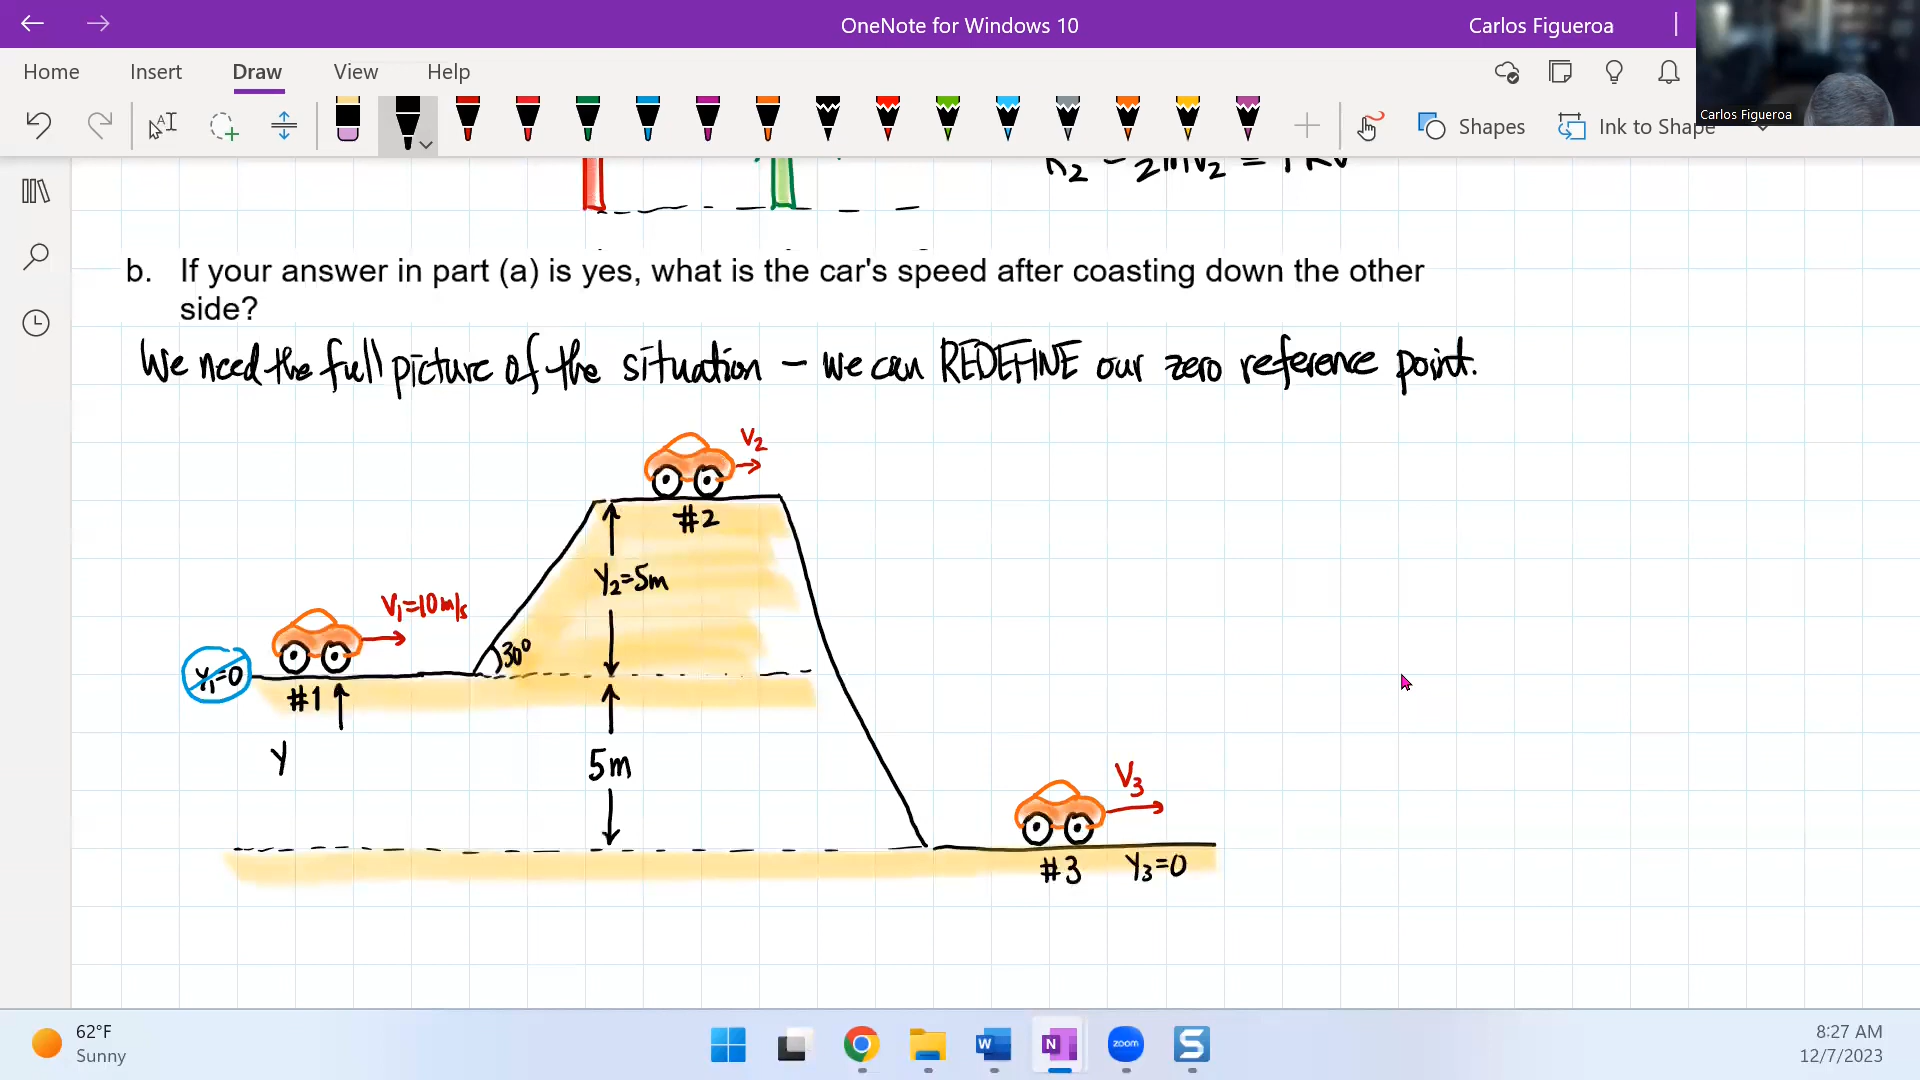 OneNote for Windows 10
Carlos Figueroa
Home Insert Draw View Help
Shapes
Ink to Shape
Carlos Figueroa
b. If your answer in part (a) is yes, what is the car's speed after coasting down the other
side?
We need the full picture of the situation – we can REDEFINE our zero reference point.
V₂
#2
Y₂=5m
V₁=10m/s
30°
Y₁=0
#1
Y
5m
V₃
#3 Y₃=0
62°F
Sunny
zoom
8:27 AM
12/7/2023